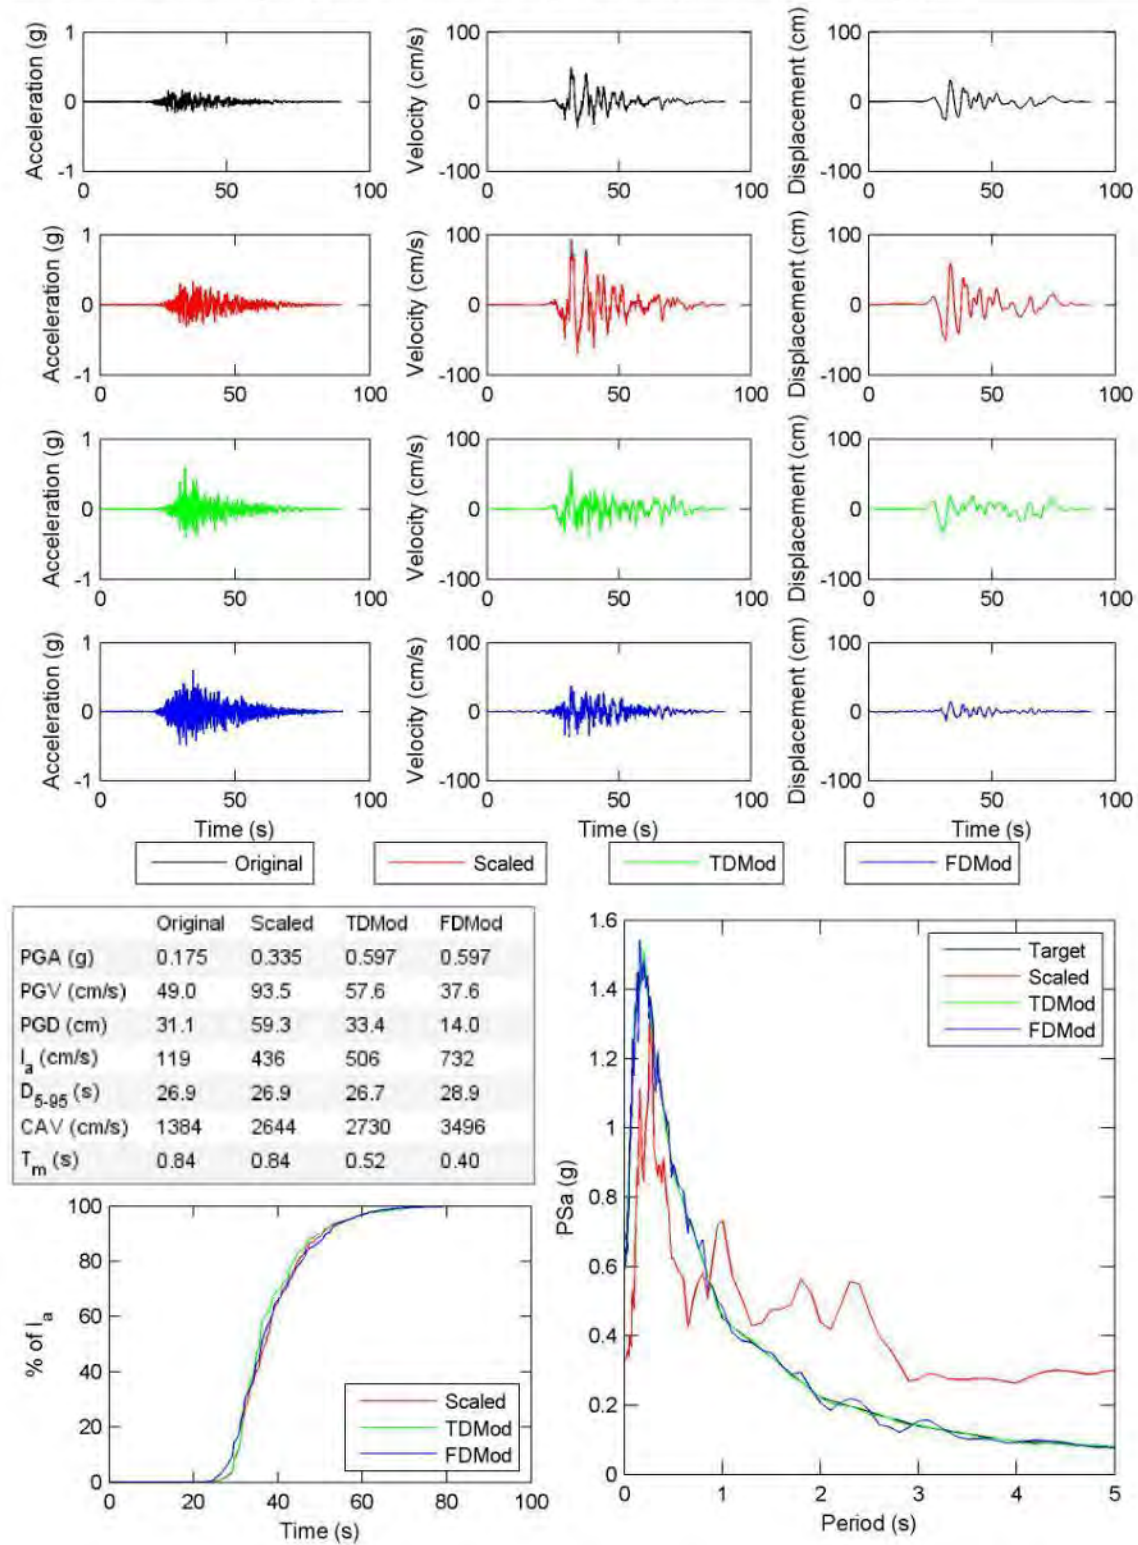 Acceleration (g)
1
0
-1
0 50 100
Velocity (cm/s)
100
0
-100
0 50 100
Displacement (cm)
100
0
-100
0 50 100
Acceleration (g)
1
0
-1
0 50 100
Velocity (cm/s)
100
0
-100
0 50 100
Displacement (cm)
100
0
-100
0 50 100
Acceleration (g)
1
0
-1
0 50 100
Velocity (cm/s)
100
0
-100
0 50 100
Displacement (cm)
100
0
-100
0 50 100
Acceleration (g)
1
0
-1
0 50 100
Time (s)
Velocity (cm/s)
100
0
-100
0 50 100
Time (s)
Displacement (cm)
100
0
-100
0 50 100
Time (s)
Original
Scaled
TDMod
FDMod
Original Scaled TDMod FDMod
PGA (g) 0.175 0.335 0.597 0.597
PGV (cm/s) 49.0 93.5 57.6 37.6
PGD (cm) 31.1 59.3 33.4 14.0
Ia (cm/s) 119 436 506 732
D5-95 (s) 26.9 26.9 26.7 28.9
CAV (cm/s) 1384 2644 2730 3496
Tm (s) 0.84 0.84 0.52 0.40
% of Ia
100
80
60
40
20
0
0 20 40 60 80 100
Time (s)
Scaled
TDMod
FDMod
PSa (g)
1.6
1.4
1.2
1
0.8
0.6
0.4
0.2
0
0 1 2 3 4 5
Period (s)
Target
Scaled
TDMod
FDMod